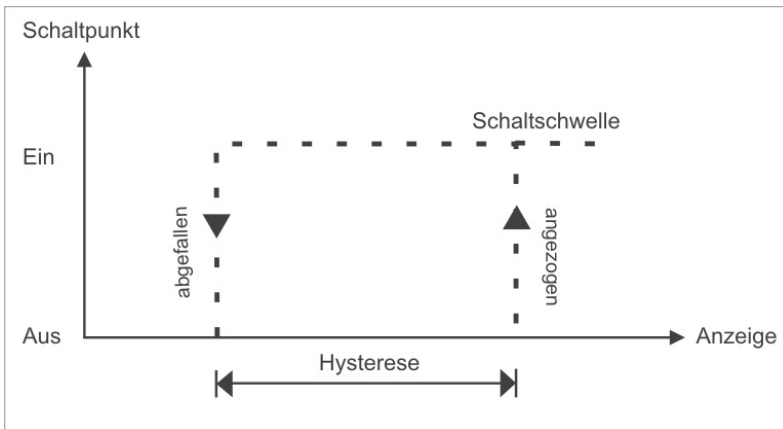 Schaltpunkt
Schaltschwelle
Ein
abgefallen
angezogen
Aus
Anzeige
Hysterese